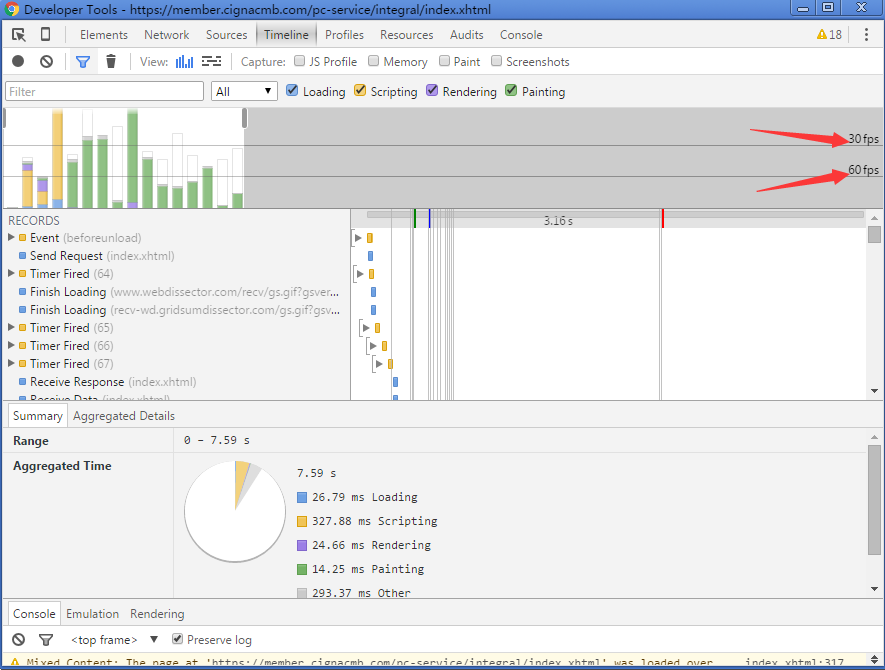 Developer Tools - https://member.cignacmb.com/pc-service/integral/index.xhtml
Elements Network Sources Timeline Profiles Resources Audits Console 18
View: Capture: JS Profile Memory Paint Screenshots
Filter All Loading Scripting Rendering Painting
30 fps
60 fps
RECORDS 3.16 s
Event (beforeunload)
Send Request (index.xhtml)
Timer Fired (64)
Finish Loading (www.webdissector.com/recv/gs.gif?gsver...
Finish Loading (recv-wd.gridsumdissector.com/gs.gif?gsv...
Timer Fired (65)
Timer Fired (66)
Timer Fired (67)
Receive Response (index.xhtml)
Receive Data (index.xhtml)
Summary Aggregated Details
Range 0 – 7.59 s
Aggregated Time
7.59 s
26.79 ms Loading
327.88 ms Scripting
24.66 ms Rendering
14.25 ms Painting
293.37 ms Other
Console Emulation Rendering
<top frame> Preserve log
Mixed Content: The page at 'https://member.cignacmb.com/pc-service/integral/index.xhtml' was loaded over index.xhtml:317